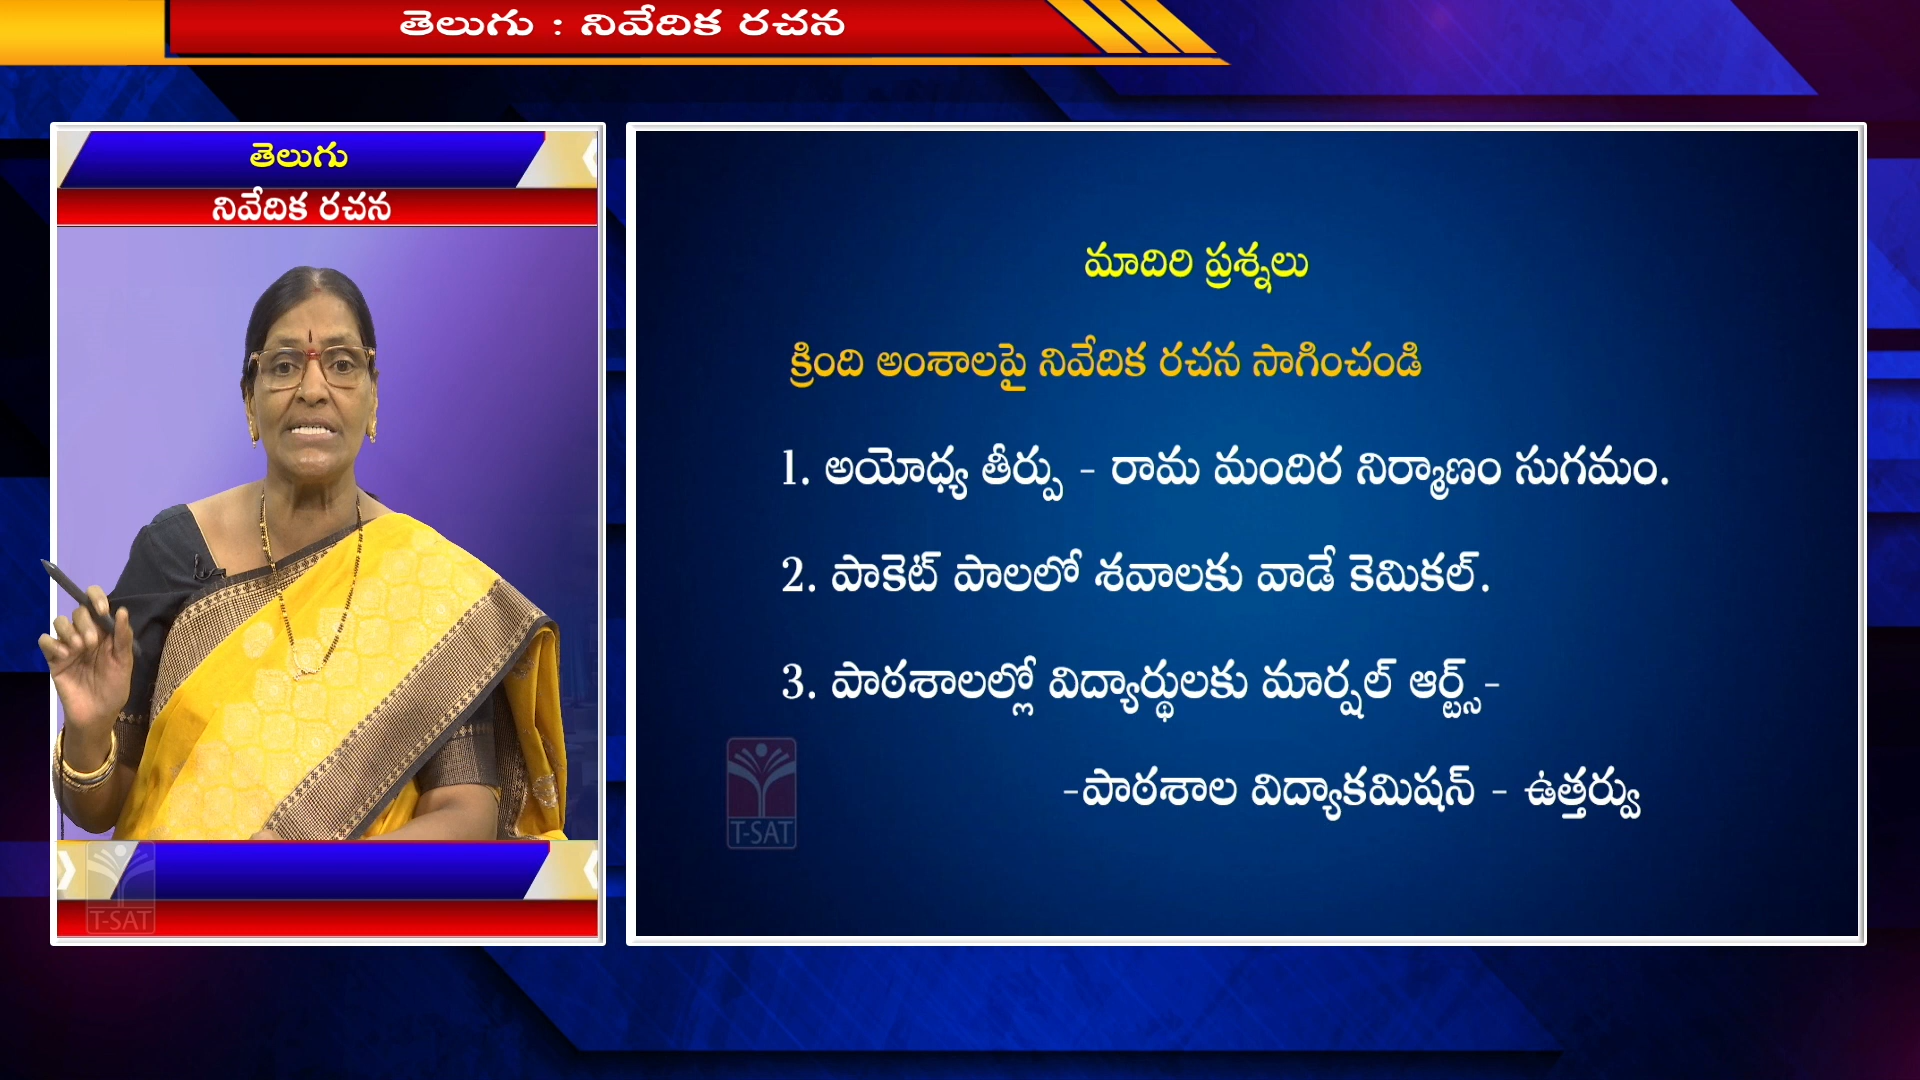 తెలుగు : నివేదిక రచన
తెలుగు
నివేదిక రచన
మాదిరి ప్రశ్నలు
క్రింది అంశాలపై నివేదిక రచన సాగించండి
1. అయోధ్య తీర్పు - రామ మందిర నిర్మాణం సుగమం.
2. పాకెట్ పాలలో శవాలకు వాడే కెమికల్.
3. పాఠశాలల్లో విద్యార్థులకు మార్షల్ ఆర్ట్స్-
-పాఠశాల విద్యాకమిషన్ - ఉత్తర్వు
T-SAT
T-SAT